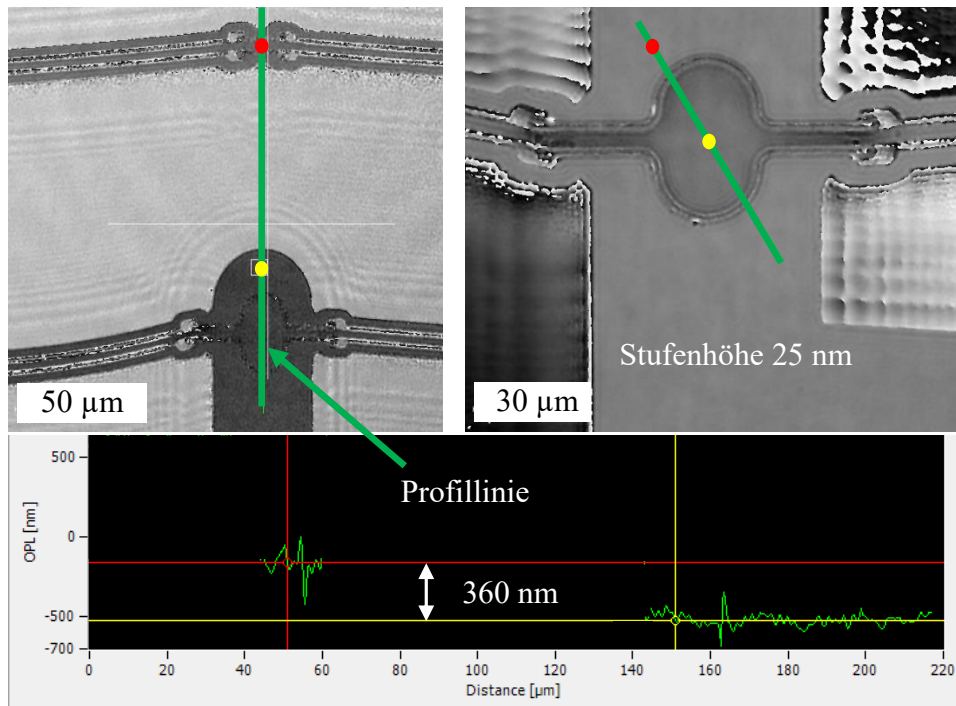 50 µm
30 µm
Stufenhöhe 25 nm
Profillinie
360 nm
OPL [nm]
500
0
-500
-700
0 20 40 60 80 100 120 140 160 180 200 220
Distance [µm]